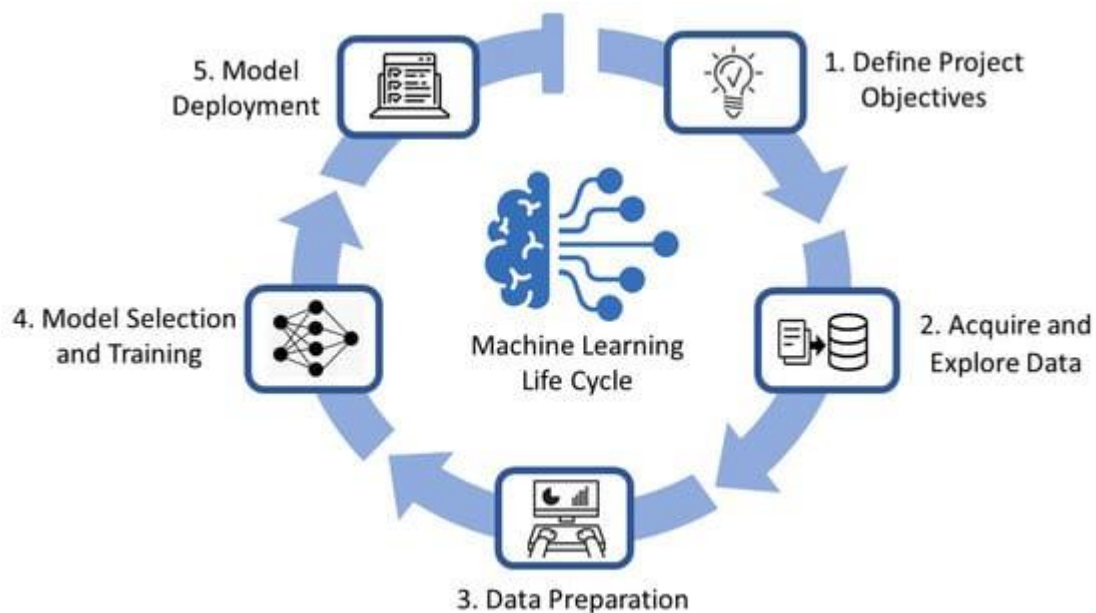 1. Define Project
Objectives
2. Acquire and
Explore Data
3. Data Preparation
4. Model Selection
and Training
5. Model
Deployment
Machine Learning
Life Cycle